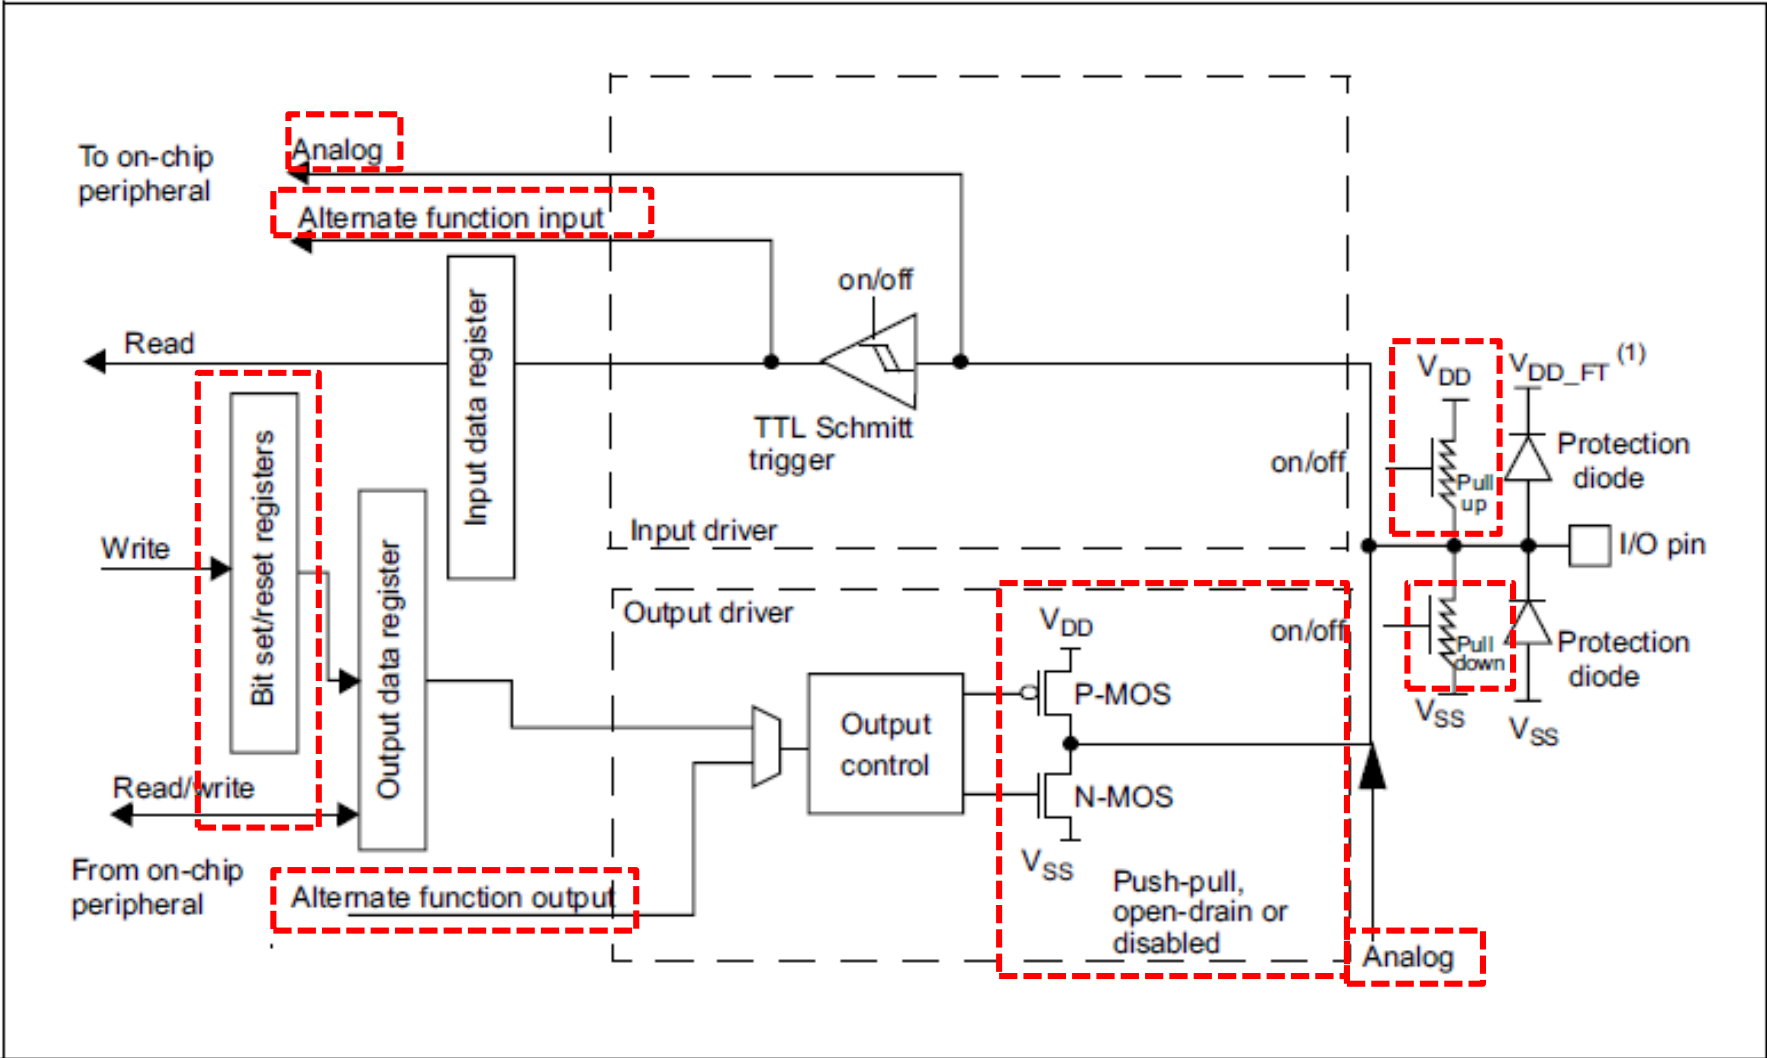 To on-chip
peripheral
Analog
Alternate function input
on/off
Read
Input data register
TTL Schmitt
trigger
Input driver
on/off
VDD
VDD_FT (1)
Pull
up
Protection
diode
I/O pin
Write
Bit set/reset registers
Output data register
Read/write
From on-chip
peripheral
Alternate function output
Output driver
Output
control
VDD
P-MOS
N-MOS
VSS
Push-pull,
open-drain or
disabled
on/off
Pull
down
VSS
Protection
diode
VSS
Analog